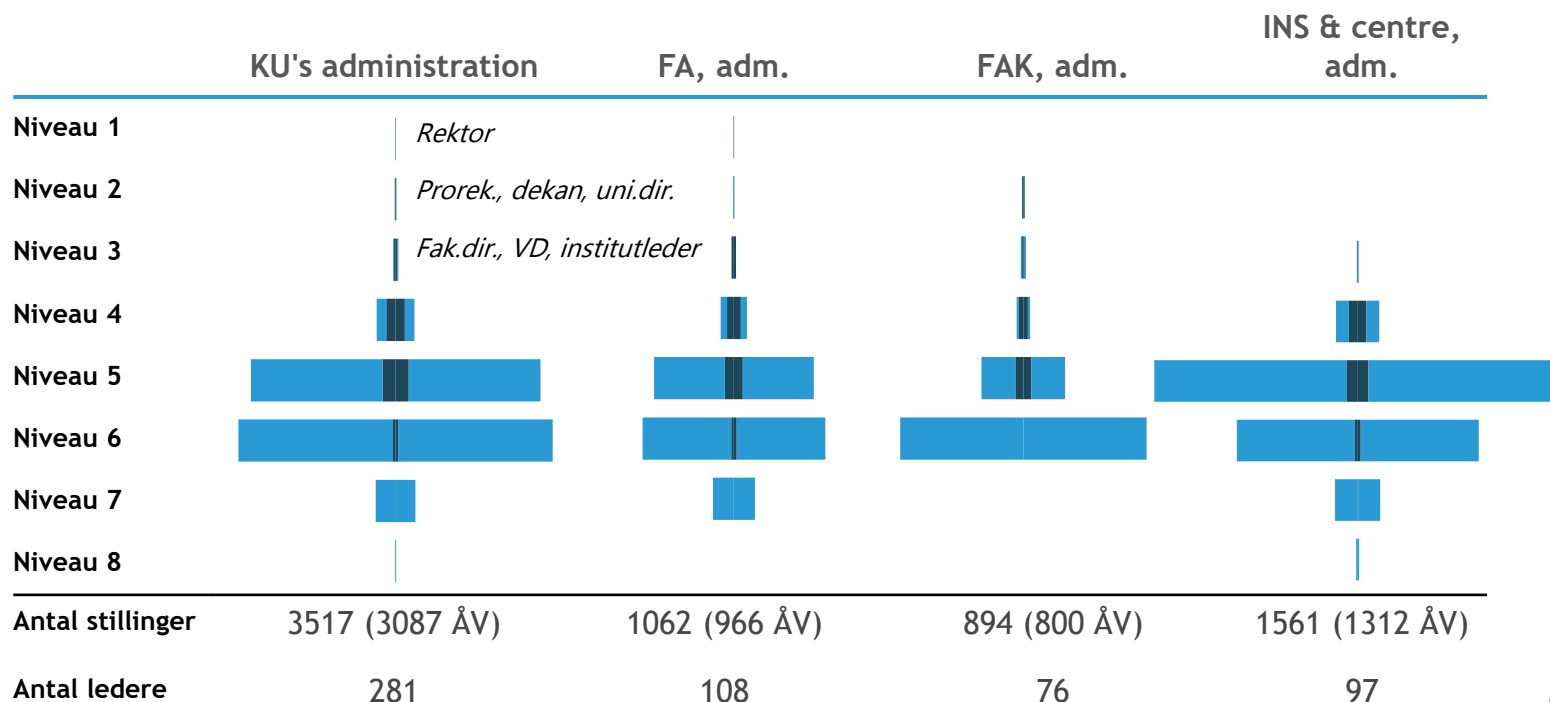 INS & centre,
KU's administration FA, adm. FAK, adm. adm.
Niveau 1 Rektor
Niveau 2 Prorek., dekan, uni.dir.
Niveau 3 Fak.dir., VD, institutleder
Niveau 4
Niveau 5
Niveau 6
Niveau 7
Niveau 8
Antal stillinger 3517 (3087 ÅV) 1062 (966 ÅV) 894 (800 ÅV) 1561 (1312 ÅV)
Antal ledere 281 108 76 97